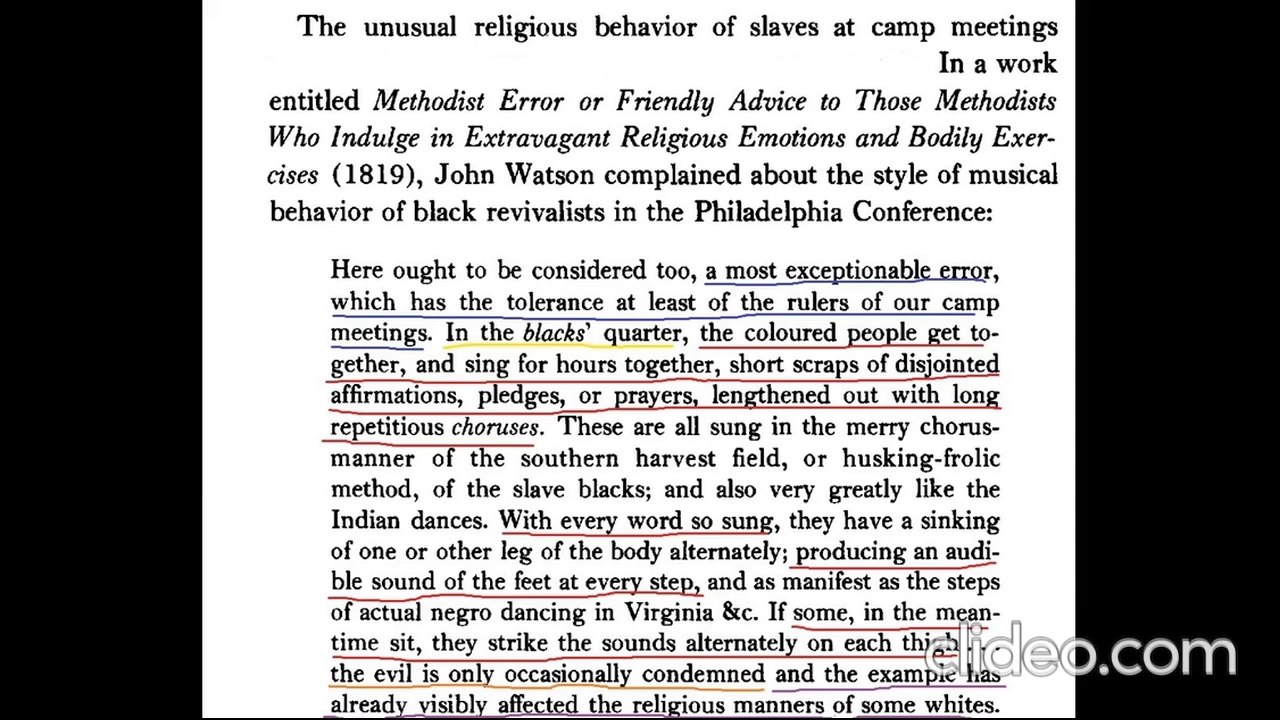 The unusual religious behavior of slaves at camp meetings
In a work
entitled Methodist Error or Friendly Advice to Those Methodists
Who Indulge in Extravagant Religious Emotions and Bodily Exer-
cises (1819), John Watson complained about the style of musical
behavior of black revivalists in the Philadelphia Conference:
Here ought to be considered too, a most exceptionable error,
which has the tolerance at least of the rulers of our camp
meetings. In the blacks' quarter, the coloured people get to-
gether, and sing for hours together, short scraps of disjointed
affirmations, pledges, or prayers, lengthened out with long
repetitious choruses. These are all sung in the merry chorus-
manner of the southern harvest field, or husking-frolic
method, of the slave blacks; and also very greatly like the
Indian dances. With every word so sung, they have a sinking
of one or other leg of the body alternately; producing an audi-
ble sound of the feet at every step, and as manifest as the steps
of actual negro dancing in Virginia &c. If some, in the mean-
time sit, they strike the sounds alternately on each thigh
the evil is only occasionally condemned and the example has
already visibly affected the religious manners of some whites.
clideo.com